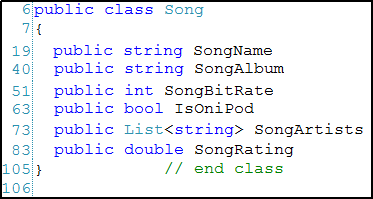 6 public class Song
7 {
19 public string SongName
40 public string SongAlbum
51 public int SongBitRate
63 public bool IsOniPod
73 public List<string> SongArtists
83 public double SongRating
105 } // end class
106